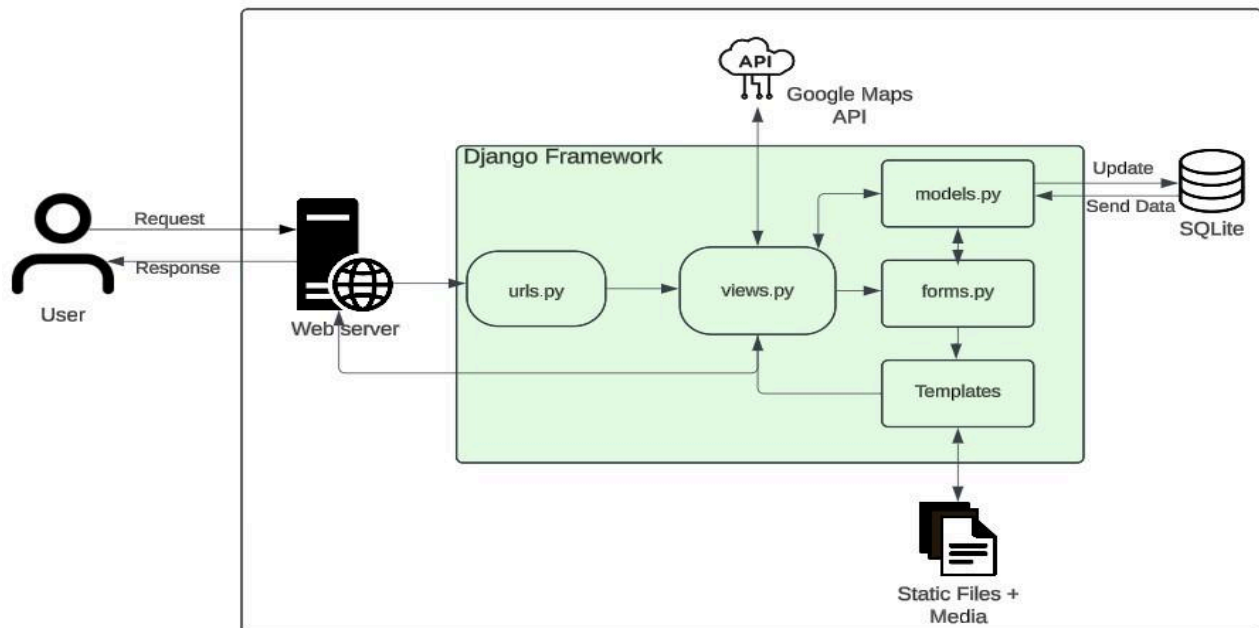 API
Google Maps
API
Django Framework
Update
models.py
Send Data
SQLite
Request
Response
User
Web server
urls.py
views.py
forms.py
Templates
Static Files +
Media